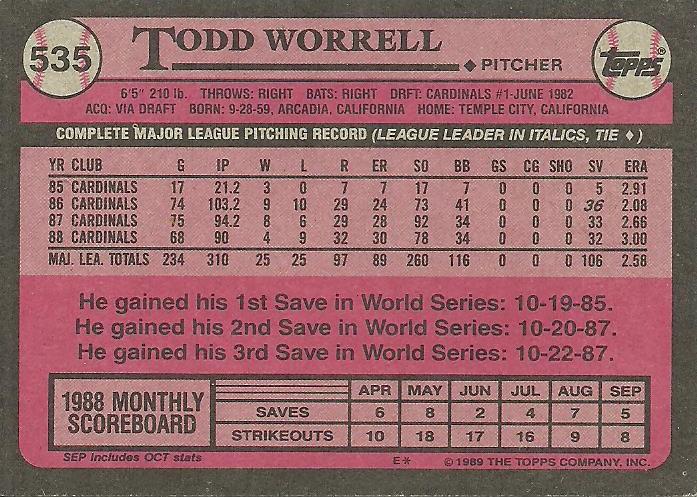 535
TODD WORRELL
◆ PITCHER
Topps®
6'5" 210 lb. THROWS: RIGHT BATS: RIGHT DRFT: CARDINALS #1-JUNE 1982
ACQ: VIA DRAFT BORN: 9-28-59, ARCADIA, CALIFORNIA HOME: TEMPLE CITY, CALIFORNIA
COMPLETE MAJOR LEAGUE PITCHING RECORD (LEAGUE LEADER IN ITALICS, TIE ♦)
YR CLUB G IP W L R ER SO BB GS CG SHO SV ERA
85 CARDINALS 17 21.2 3 0 7 7 17 7 0 0 0 5 2.91
86 CARDINALS 74 103.2 9 10 29 24 73 41 0 0 0 36 2.08
87 CARDINALS 75 94.2 8 6 29 28 92 34 0 0 0 33 2.66
88 CARDINALS 68 90 4 9 32 30 78 34 0 0 0 32 3.00
MAJ. LEA. TOTALS 234 310 25 25 97 89 260 116 0 0 0 106 2.58
He gained his 1st Save in World Series: 10-19-85.
He gained his 2nd Save in World Series: 10-20-87.
He gained his 3rd Save in World Series: 10-22-87.
1988 MONTHLY
SCOREBOARD
APR MAY JUN JUL AUG SEP
SAVES 6 8 2 4 7 5
STRIKEOUTS 10 18 17 16 9 8
SEP includes OCT stats
E* © 1989 THE TOPPS COMPANY, INC.